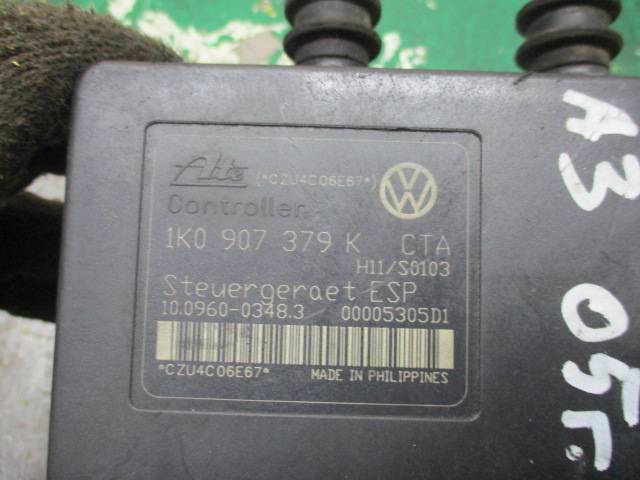 Ate (*CZU4C06E67*)
Controller
1K0 907 379 K CTA
H11/S0103
Steuergeraet ESP
10.0960-0348.3 00005305D1
*CZU4C06E67* MADE IN PHILIPPINES
A3 05г.